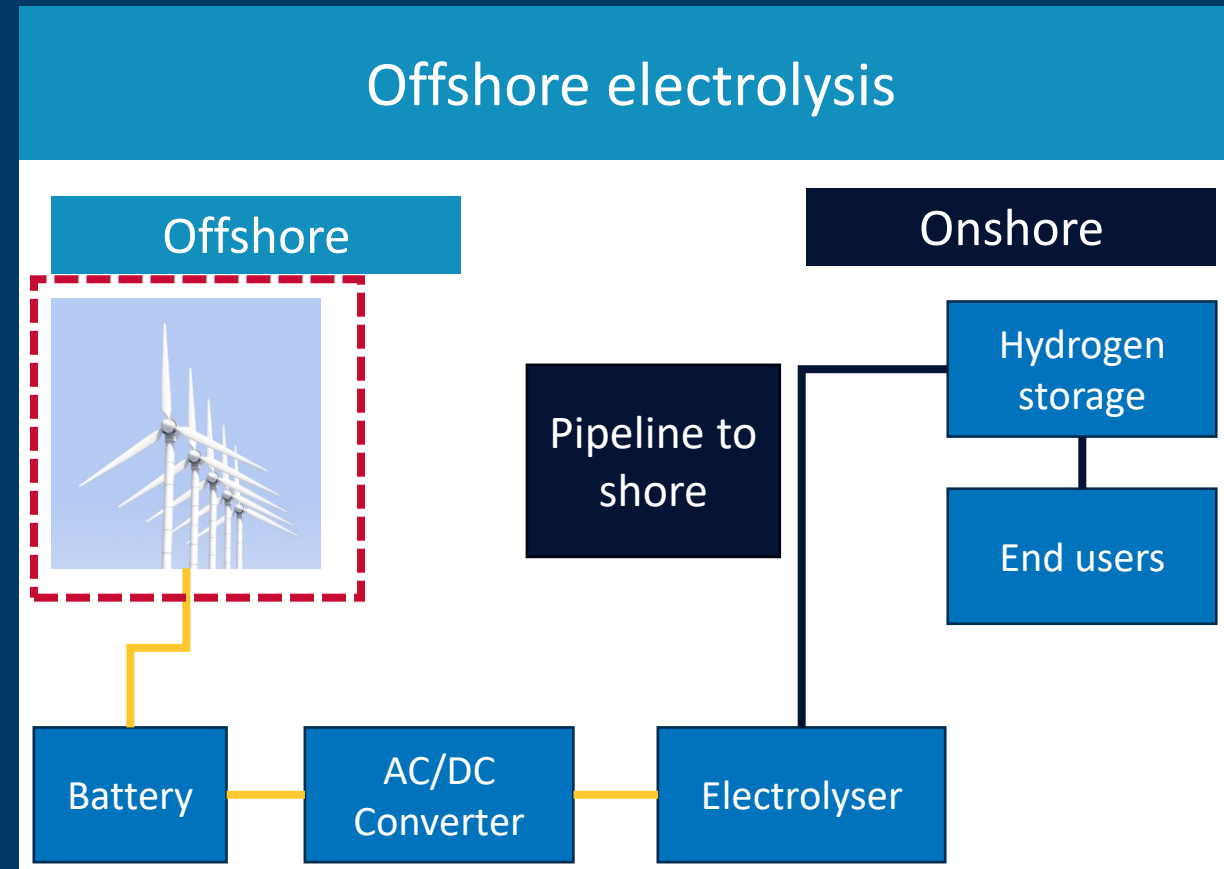 Offshore electrolysis
Offshore
Onshore
Hydrogen
storage
Pipeline to
shore
End users
Battery
AC/DC
Converter
Electrolyser